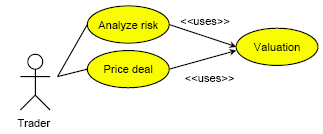 Analyze risk
<<uses>>
Valuation
Price deal
<<uses>>
Trader